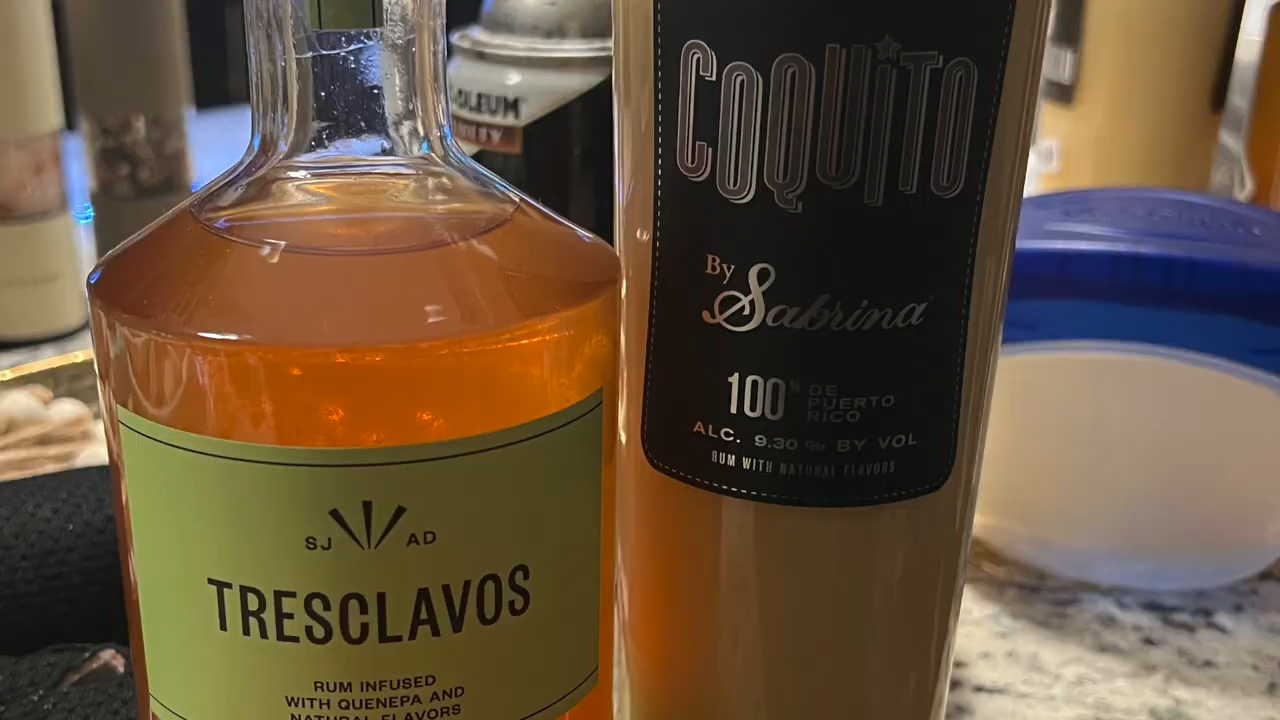 OLEUM
COQUiTO
By
Sabrina
100% DE
PUERTO
RICO
ALC. 9.30 % BY VOL
RUM WITH NATURAL FLAVORS
SJ AD
TRESCLAVOS
RUM INFUSED
WITH QUENEPA AND
NATURAL FLAVORS